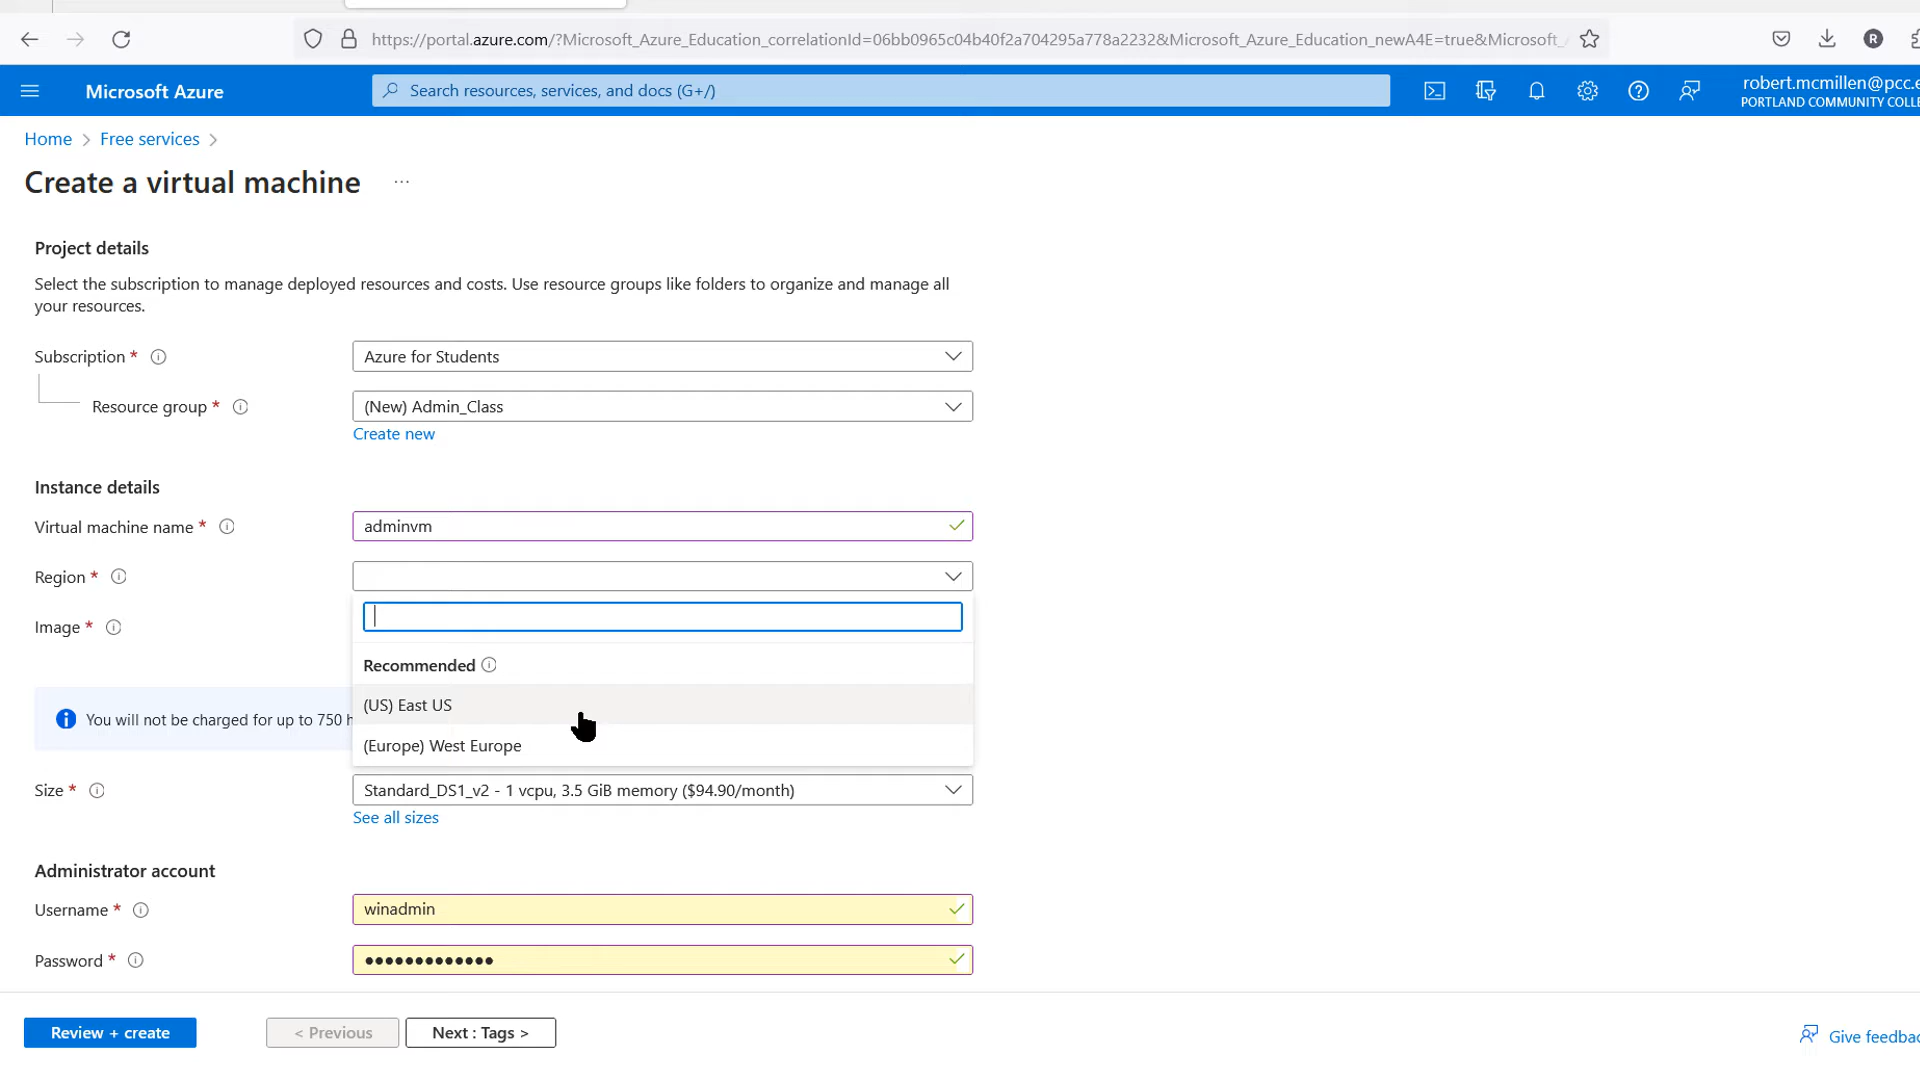 https://portal.azure.com/?Microsoft_Azure_Education_correlationId=06bb0965c04b40f2a704295a778a2232&Microsoft_Azure_Education_newA4E=true&Microsoft_
R
Microsoft Azure
Search resources, services, and docs (G+/)
robert.mcmillen@pcc.e
PORTLAND COMMUNITY COLLE
Home > Free services >
Create a virtual machine ...
Project details
Select the subscription to manage deployed resources and costs. Use resource groups like folders to organize and manage all
your resources.
Subscription *
Azure for Students
Resource group *
(New) Admin_Class
Create new
Instance details
Virtual machine name *
adminvm
Region *
Image *
Recommended
(US) East US
You will not be charged for up to 750 h
(Europe) West Europe
Size *
Standard_DS1_v2 - 1 vcpu, 3.5 GiB memory ($94.90/month)
See all sizes
Administrator account
Username *
winadmin
Password *
•••••••••••••
Review + create
< Previous
Next : Tags >
Give feedbac